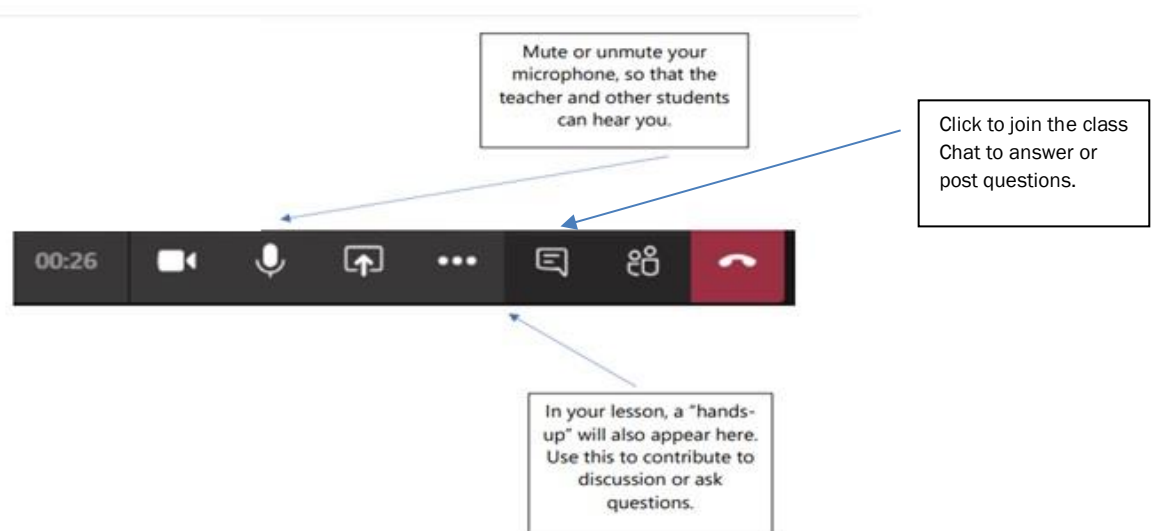 Mute or unmute your
microphone, so that the
teacher and other students
can hear you.
Click to join the class
Chat to answer or
post questions.
00:26
In your lesson, a “hands-
up” will also appear here.
Use this to contribute to
discussion or ask
questions.